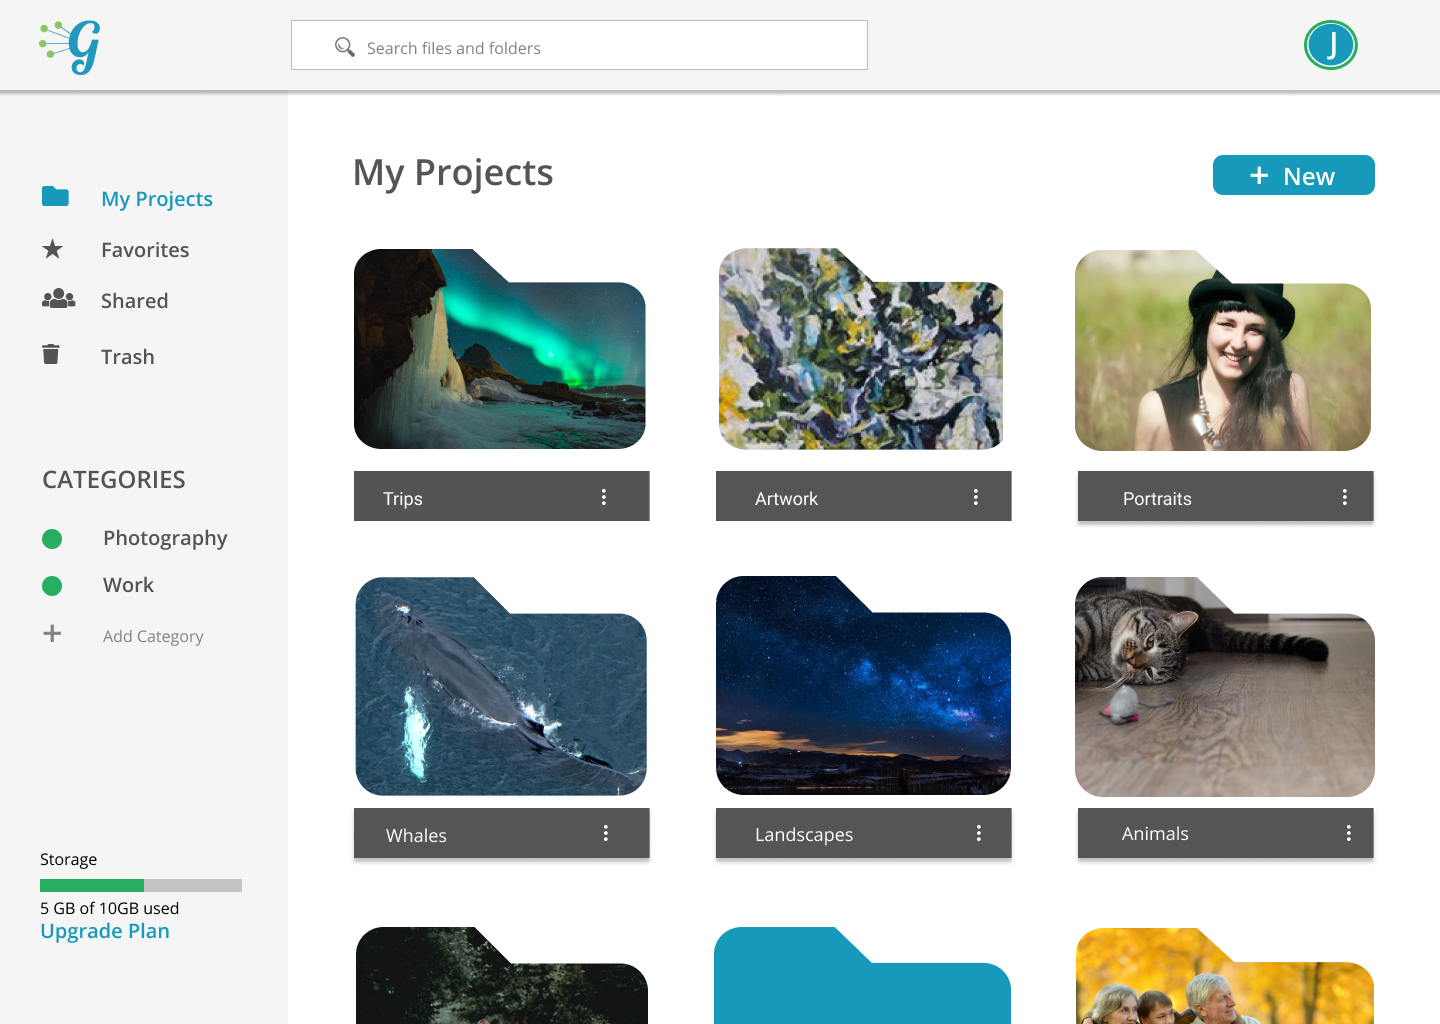 g
Search files and folders
J
My Projects
Favorites
Shared
Trash
CATEGORIES
Photography
Work
Add Category
Storage
5 GB of 10GB used
Upgrade Plan
My Projects
+ New
Trips
Artwork
Portraits
Whales
Landscapes
Animals